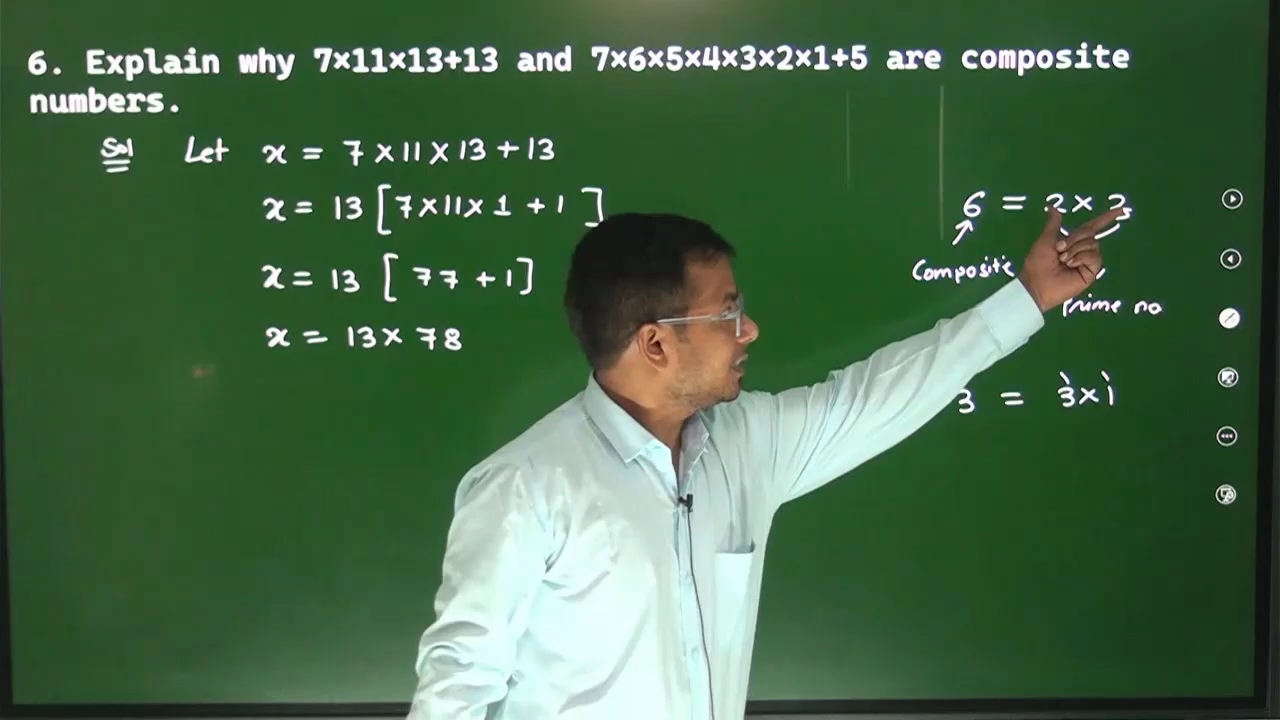 6. Explain why 7×11×13+13 and 7×6×5×4×3×2×1+5 are composite
numbers.
Sol Let x = 7 × 11 × 13 + 13
x = 13 [ 7 × 11 × 1 + 1 ]
x = 13 [ 77 + 1 ]
x = 13 × 78
6 = 2 × 3
Composite
Prime no
3 = 3 × 1